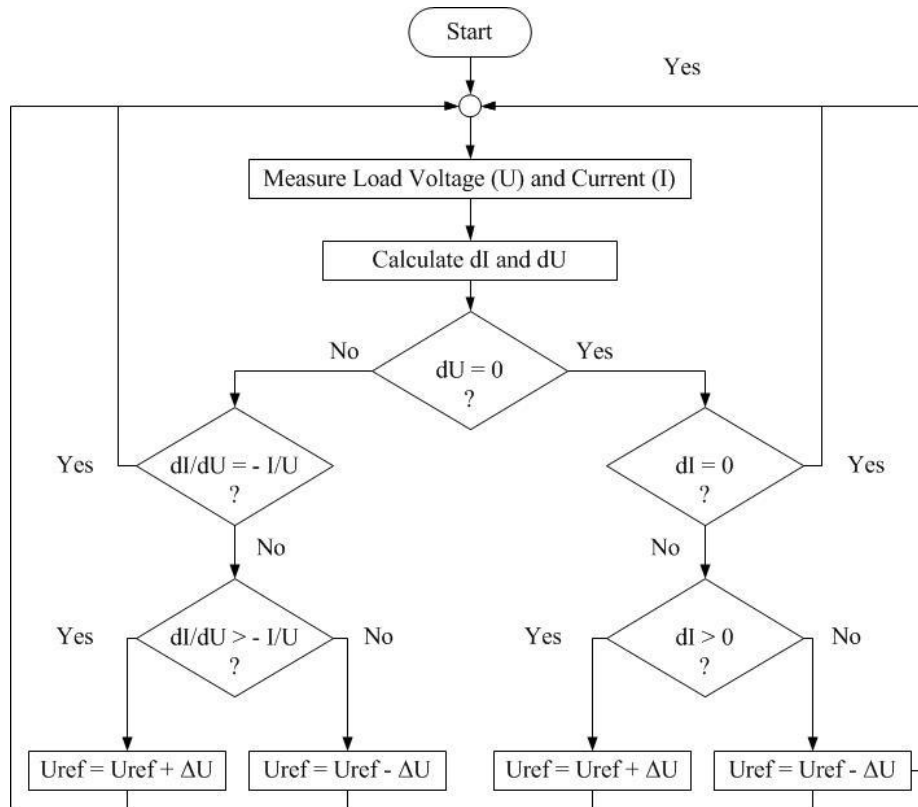 Start
Yes
Measure Load Voltage (U) and Current (I)
Calculate dI and dU
No
Yes
dU = 0
?
Yes
dI/dU = - I/U
?
dI = 0
?
Yes
No
No
Yes
dI/dU > - I/U
?
No
Yes
dI > 0
?
No
Uref = Uref + ΔU
Uref = Uref - ΔU
Uref = Uref + ΔU
Uref = Uref - ΔU